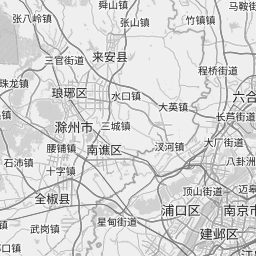 舜山镇
马鞍街
张八岭镇
张山镇
竹镇镇
来安县
三官街道
程桥街道
珠龙镇
琅琊区
水口镇
大英镇
六合
长芦街道
滁州市
三城镇
腰铺镇
南谯区
汊河镇
大厂街道
石沛镇
八卦洲
十字镇
顶山街道
迈皋
全椒县
浦口区
南京市
星甸街道
武岗镇
建邺区
口镇